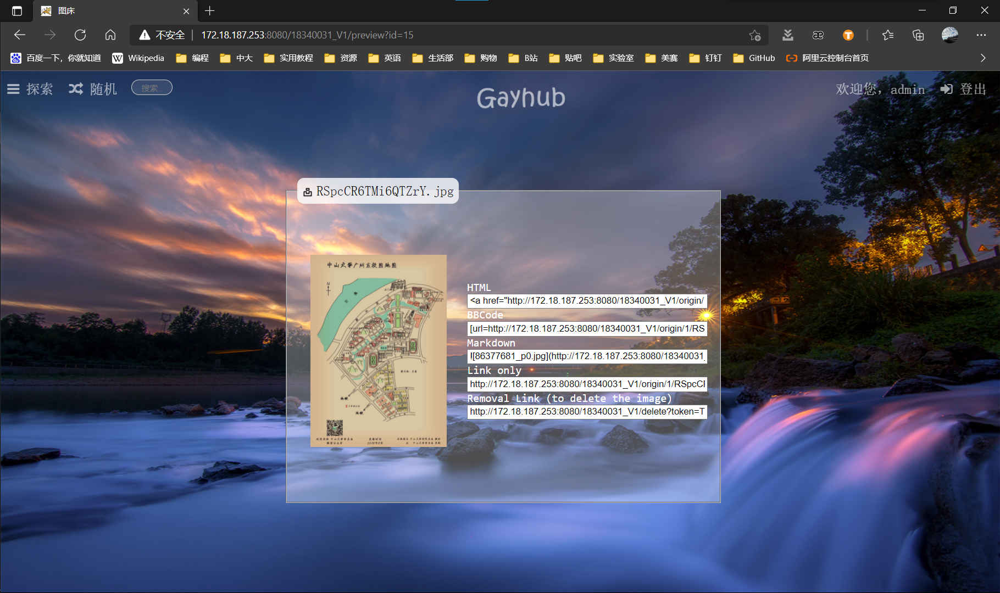 图床
不安全 172.18.187.253:8080/18340031_V1/preview?id=15
百度一下，你就知道 Wikipedia 编程 中大 实用教程 资源 英语 生活部 购物 B站 贴吧 实验室 美赛 钉钉 GitHub 阿里云控制台首页
探索 随机 搜索..
Gayhub
欢迎您，admin 登出
RSpcCR6TMi6QTZrY.jpg
中山大学广州东校园地图
N
HTML
<a href="http://172.18.187.253:8080/18340031_V1/origin/
BBCode
[url=http://172.18.187.253:8080/18340031_V1/origin/1/RS
Markdown
![86377681_p0.jpg](http://172.18.187.253:8080/18340031_
Link only
http://172.18.187.253:8080/18340031_V1/origin/1/RSpcC
Removal Link (to delete the image)
http://172.18.187.253:8080/18340031_V1/delete?token=T